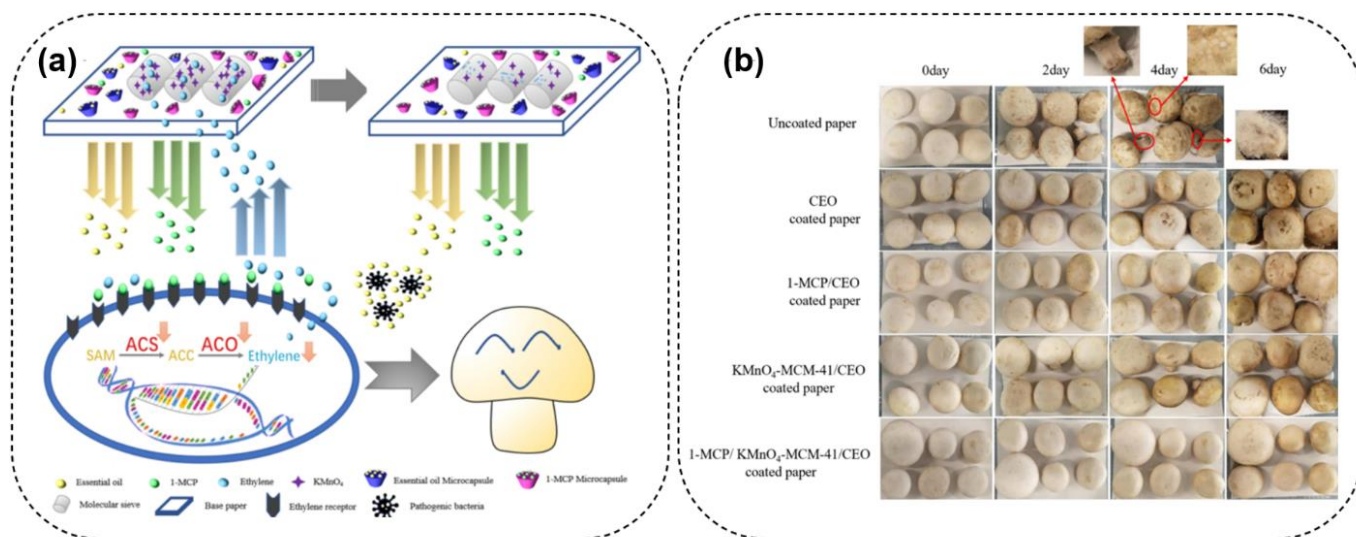 (a)
SAM
ACS
ACC
ACO
Ethylene
Essential oil
1-MCP
Ethylene
KMnO₄
Essential oil Microcapsule
1-MCP Microcapsule
Molecular sieve
Base paper
Ethylene receptor
Pathogenic bacteria
(b)
0day
2day
4day
6day
Uncoated paper
CEO
coated paper
1-MCP/CEO
coated paper
KMnO₄-MCM-41/CEO
coated paper
1-MCP/ KMnO₄-MCM-41/CEO
coated paper